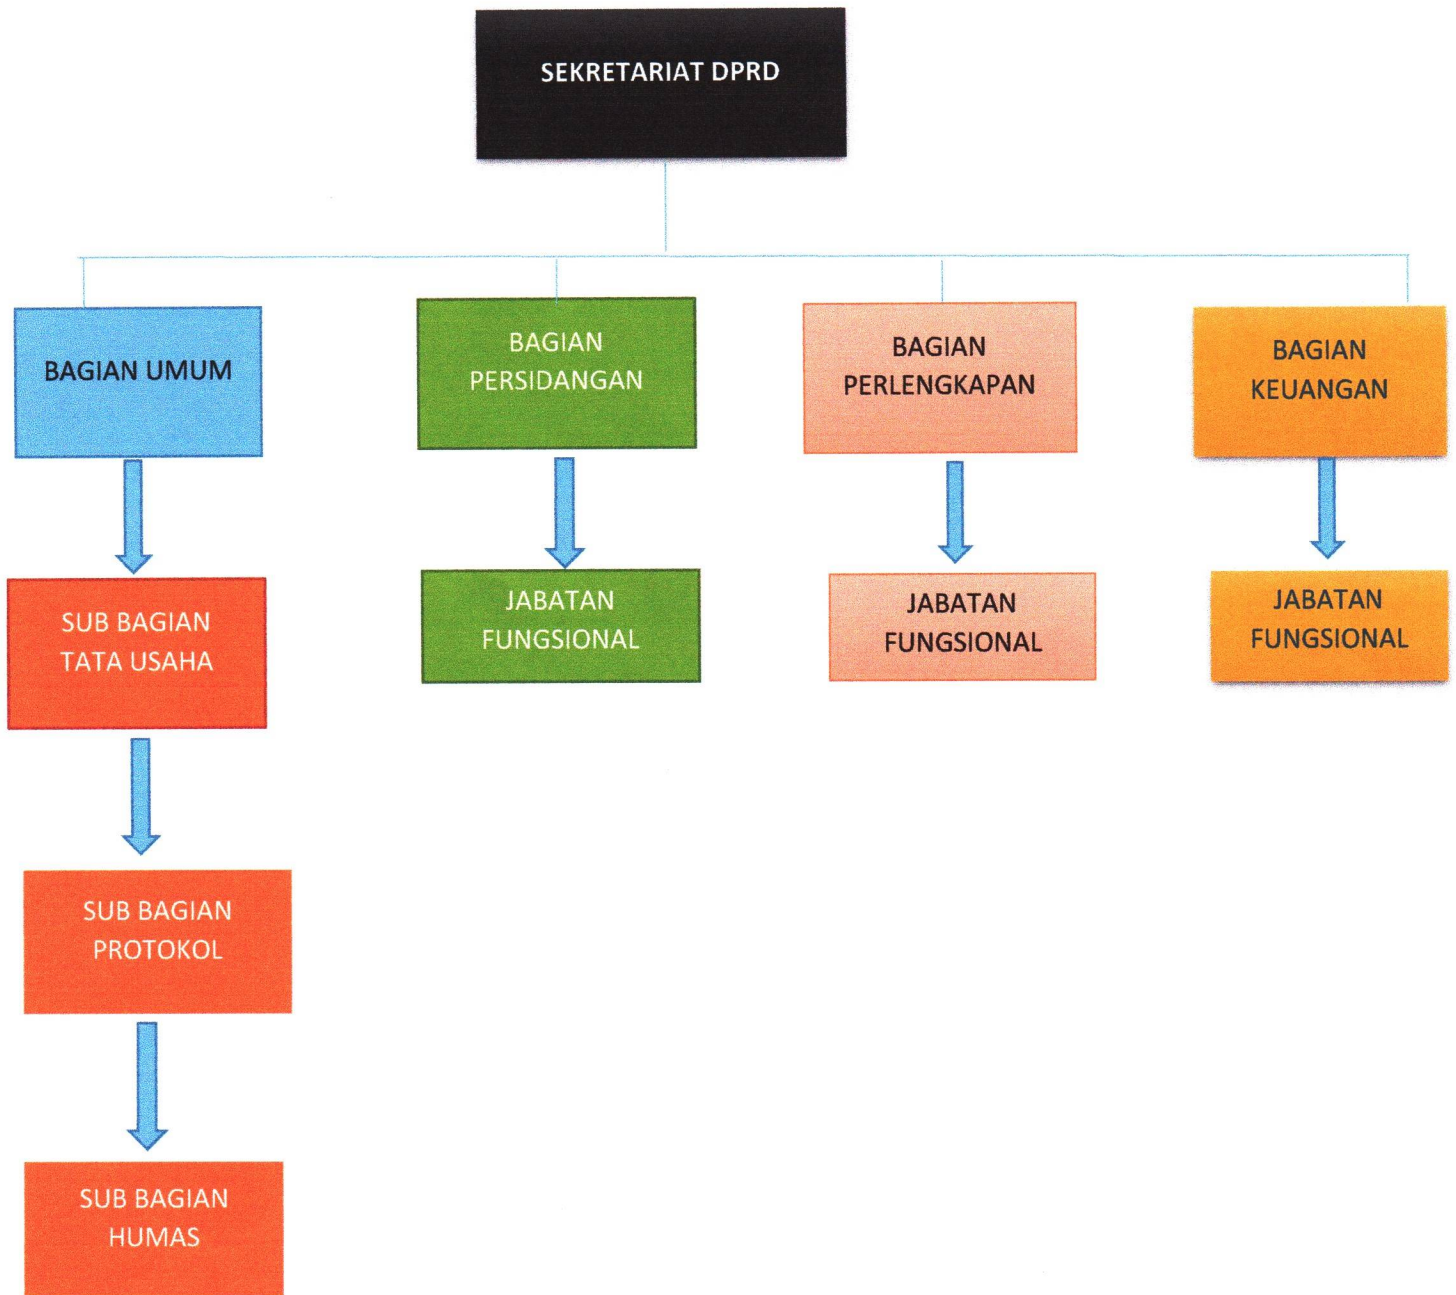 SEKRETARIAT DPRD
BAGIAN UMUM
BAGIAN
PERSIDANGAN
BAGIAN
PERLENGKAPAN
BAGIAN
KEUANGAN
SUB BAGIAN
TATA USAHA
JABATAN
FUNGSIONAL
JABATAN
FUNGSIONAL
JABATAN
FUNGSIONAL
SUB BAGIAN
PROTOKOL
SUB BAGIAN
HUMAS